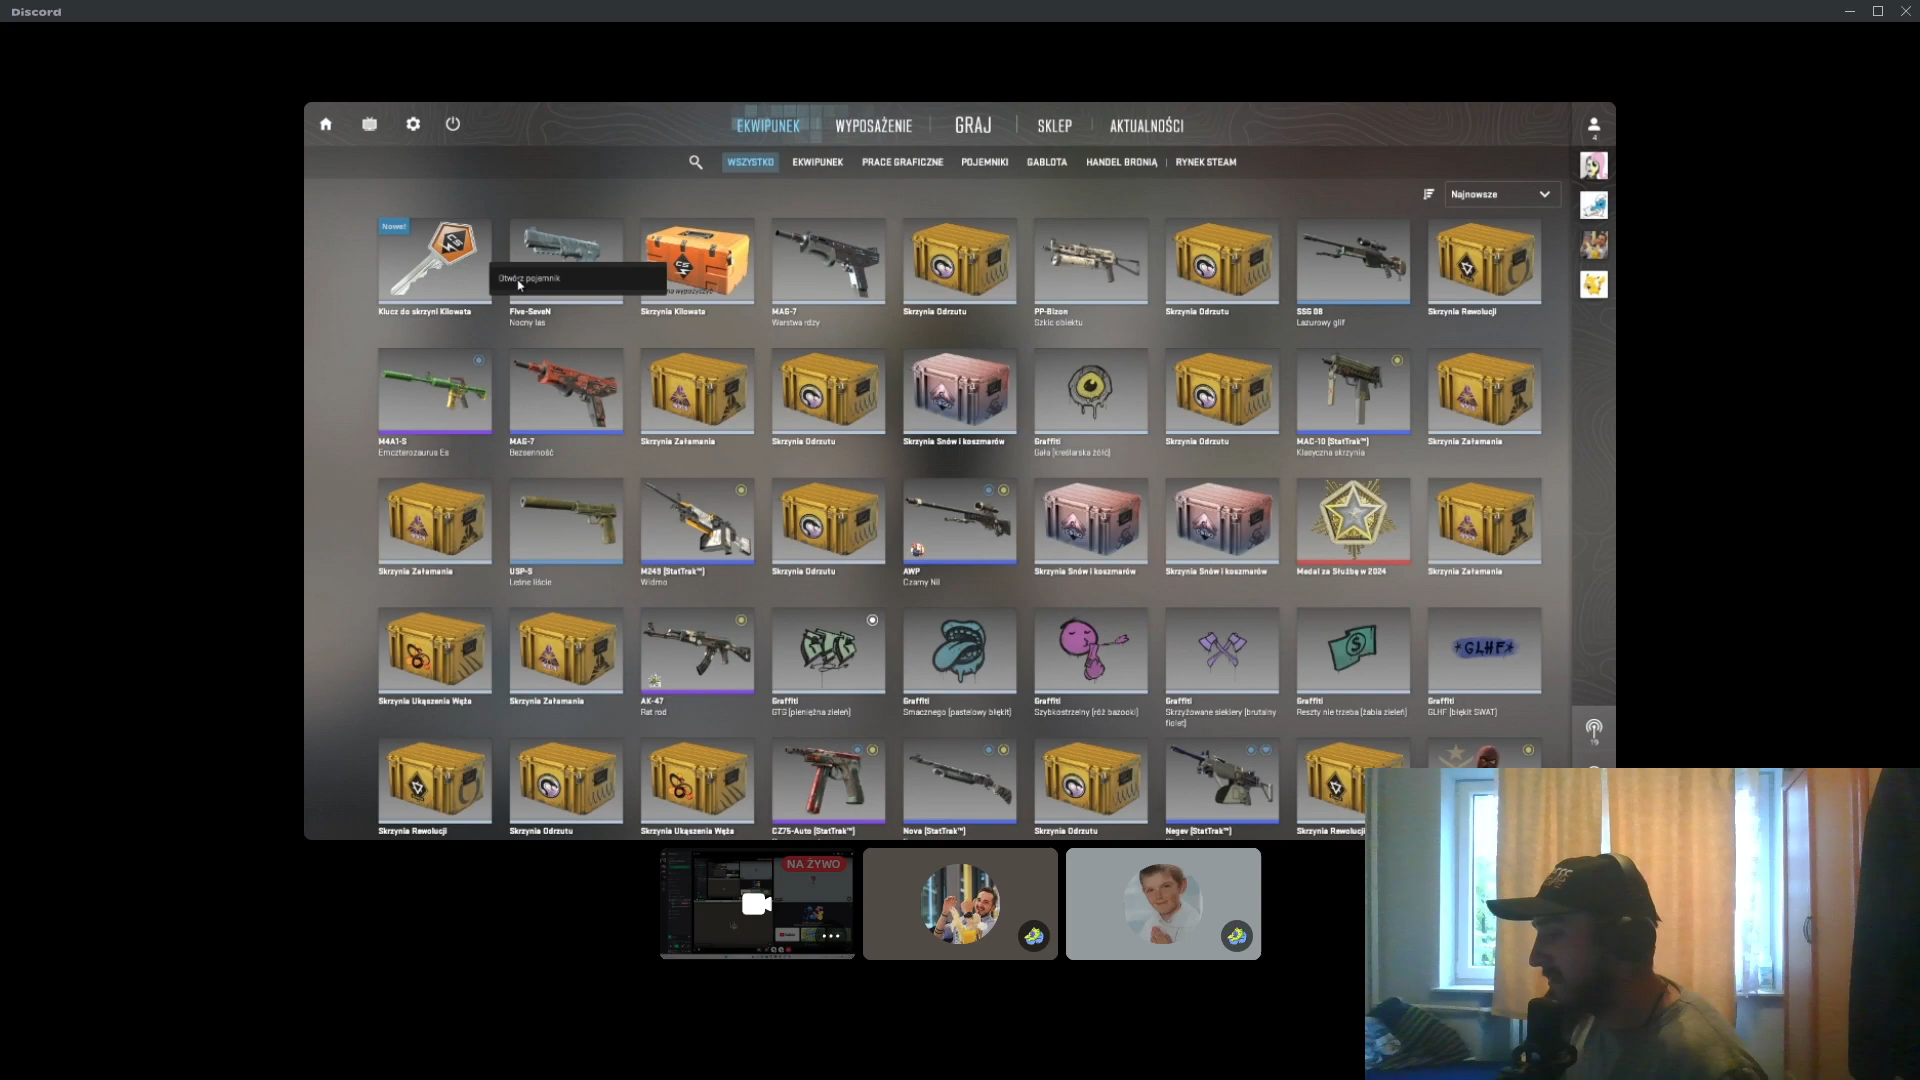 Discord
EKWIPUNEK
WYPOSAŻENIE
GRAJ
SKLEP
AKTUALNOŚCI
4
WSZYSTKO
EKWIPUNEK
PRACE GRAFICZNE
POJEMNIKI
GABLOTA
HANDEL BRONIĄ
RYNEK STEAM
Najnowsze
Nowe!
Otwórz pojemnik
Klucz do skrzyni Kilowata
Five-SeveN
Nocny las
Skrzynia Kilowata
MAG-7
Warstwa rdzy
Skrzynia Odrzutu
PP-Bizon
Szkic obiektu
Skrzynia Odrzutu
SSG 08
Lazurowy glif
Skrzynia Rewolucji
M4A1-S
Emczterozaurus Es
MAG-7
Bezsenność
Skrzynia Załamania
Skrzynia Odrzutu
Skrzynia Snów i koszmarów
Graffiti
Gała (kreślarska żółć)
Skrzynia Odrzutu
MAC-10 (StatTrak™)
Klasyczna skrzynia
Skrzynia Załamania
Skrzynia Załamania
USP-S
Leśne liście
M249 (StatTrak™)
Widmo
Skrzynia Odrzutu
AWP
Czarny Nil
Skrzynia Snów i koszmarów
Skrzynia Snów i koszmarów
Medal za Służbę w 2024
Skrzynia Załamania
GLHF
Skrzynia Ukąszenia Węża
Skrzynia Załamania
AK-47
Rat rod
Graffiti
GTG (pieniężna zieleń)
Graffiti
Smacznego (pastelowy błękit)
Graffiti
Szybkostrzelny (róż bazooki)
Graffiti
Skrzyżowane siekiery (brutalny
fiolet)
Graffiti
Reszty nie trzeba (żabia zieleń)
Graffiti
GLHF (błękit SWAT)
19
Skrzynia Rewolucji
Skrzynia Odrzutu
Skrzynia Ukąszenia Węża
CZ75-Auto (StatTrak™)
Nova (StatTrak™)
Skrzynia Odrzutu
Negev (StatTrak™)
Skrzynia Rewolucji
NA ŻYWO